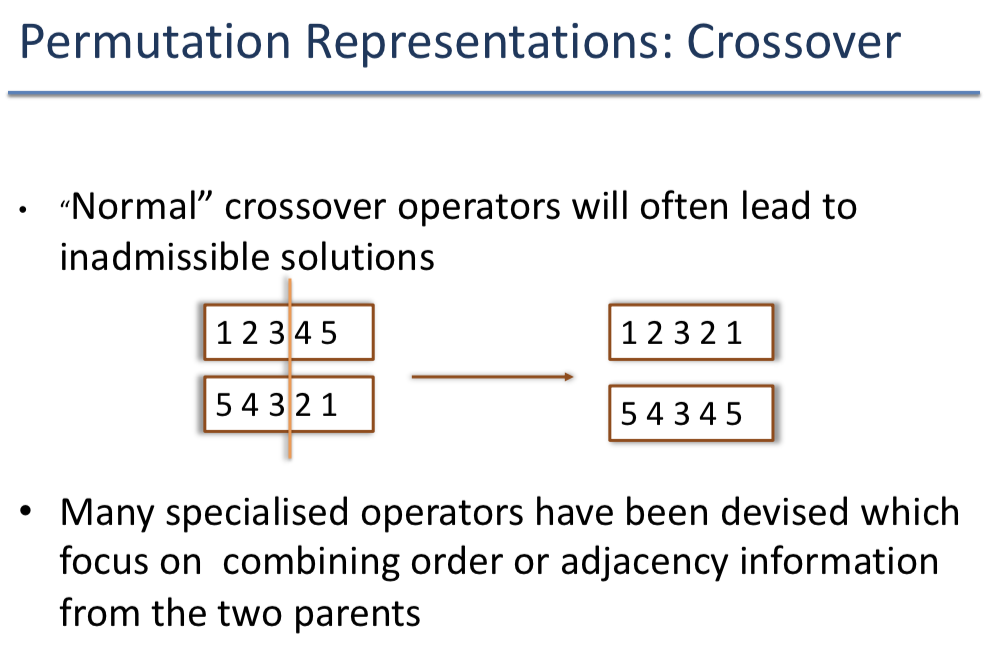 Permutation Representations: Crossover
• “Normal” crossover operators will often lead to
inadmissible solutions
1 2 3 4 5
1 2 3 2 1
5 4 3 2 1
5 4 3 4 5
• Many specialised operators have been devised which
focus on  combining order or adjacency information
from the two parents